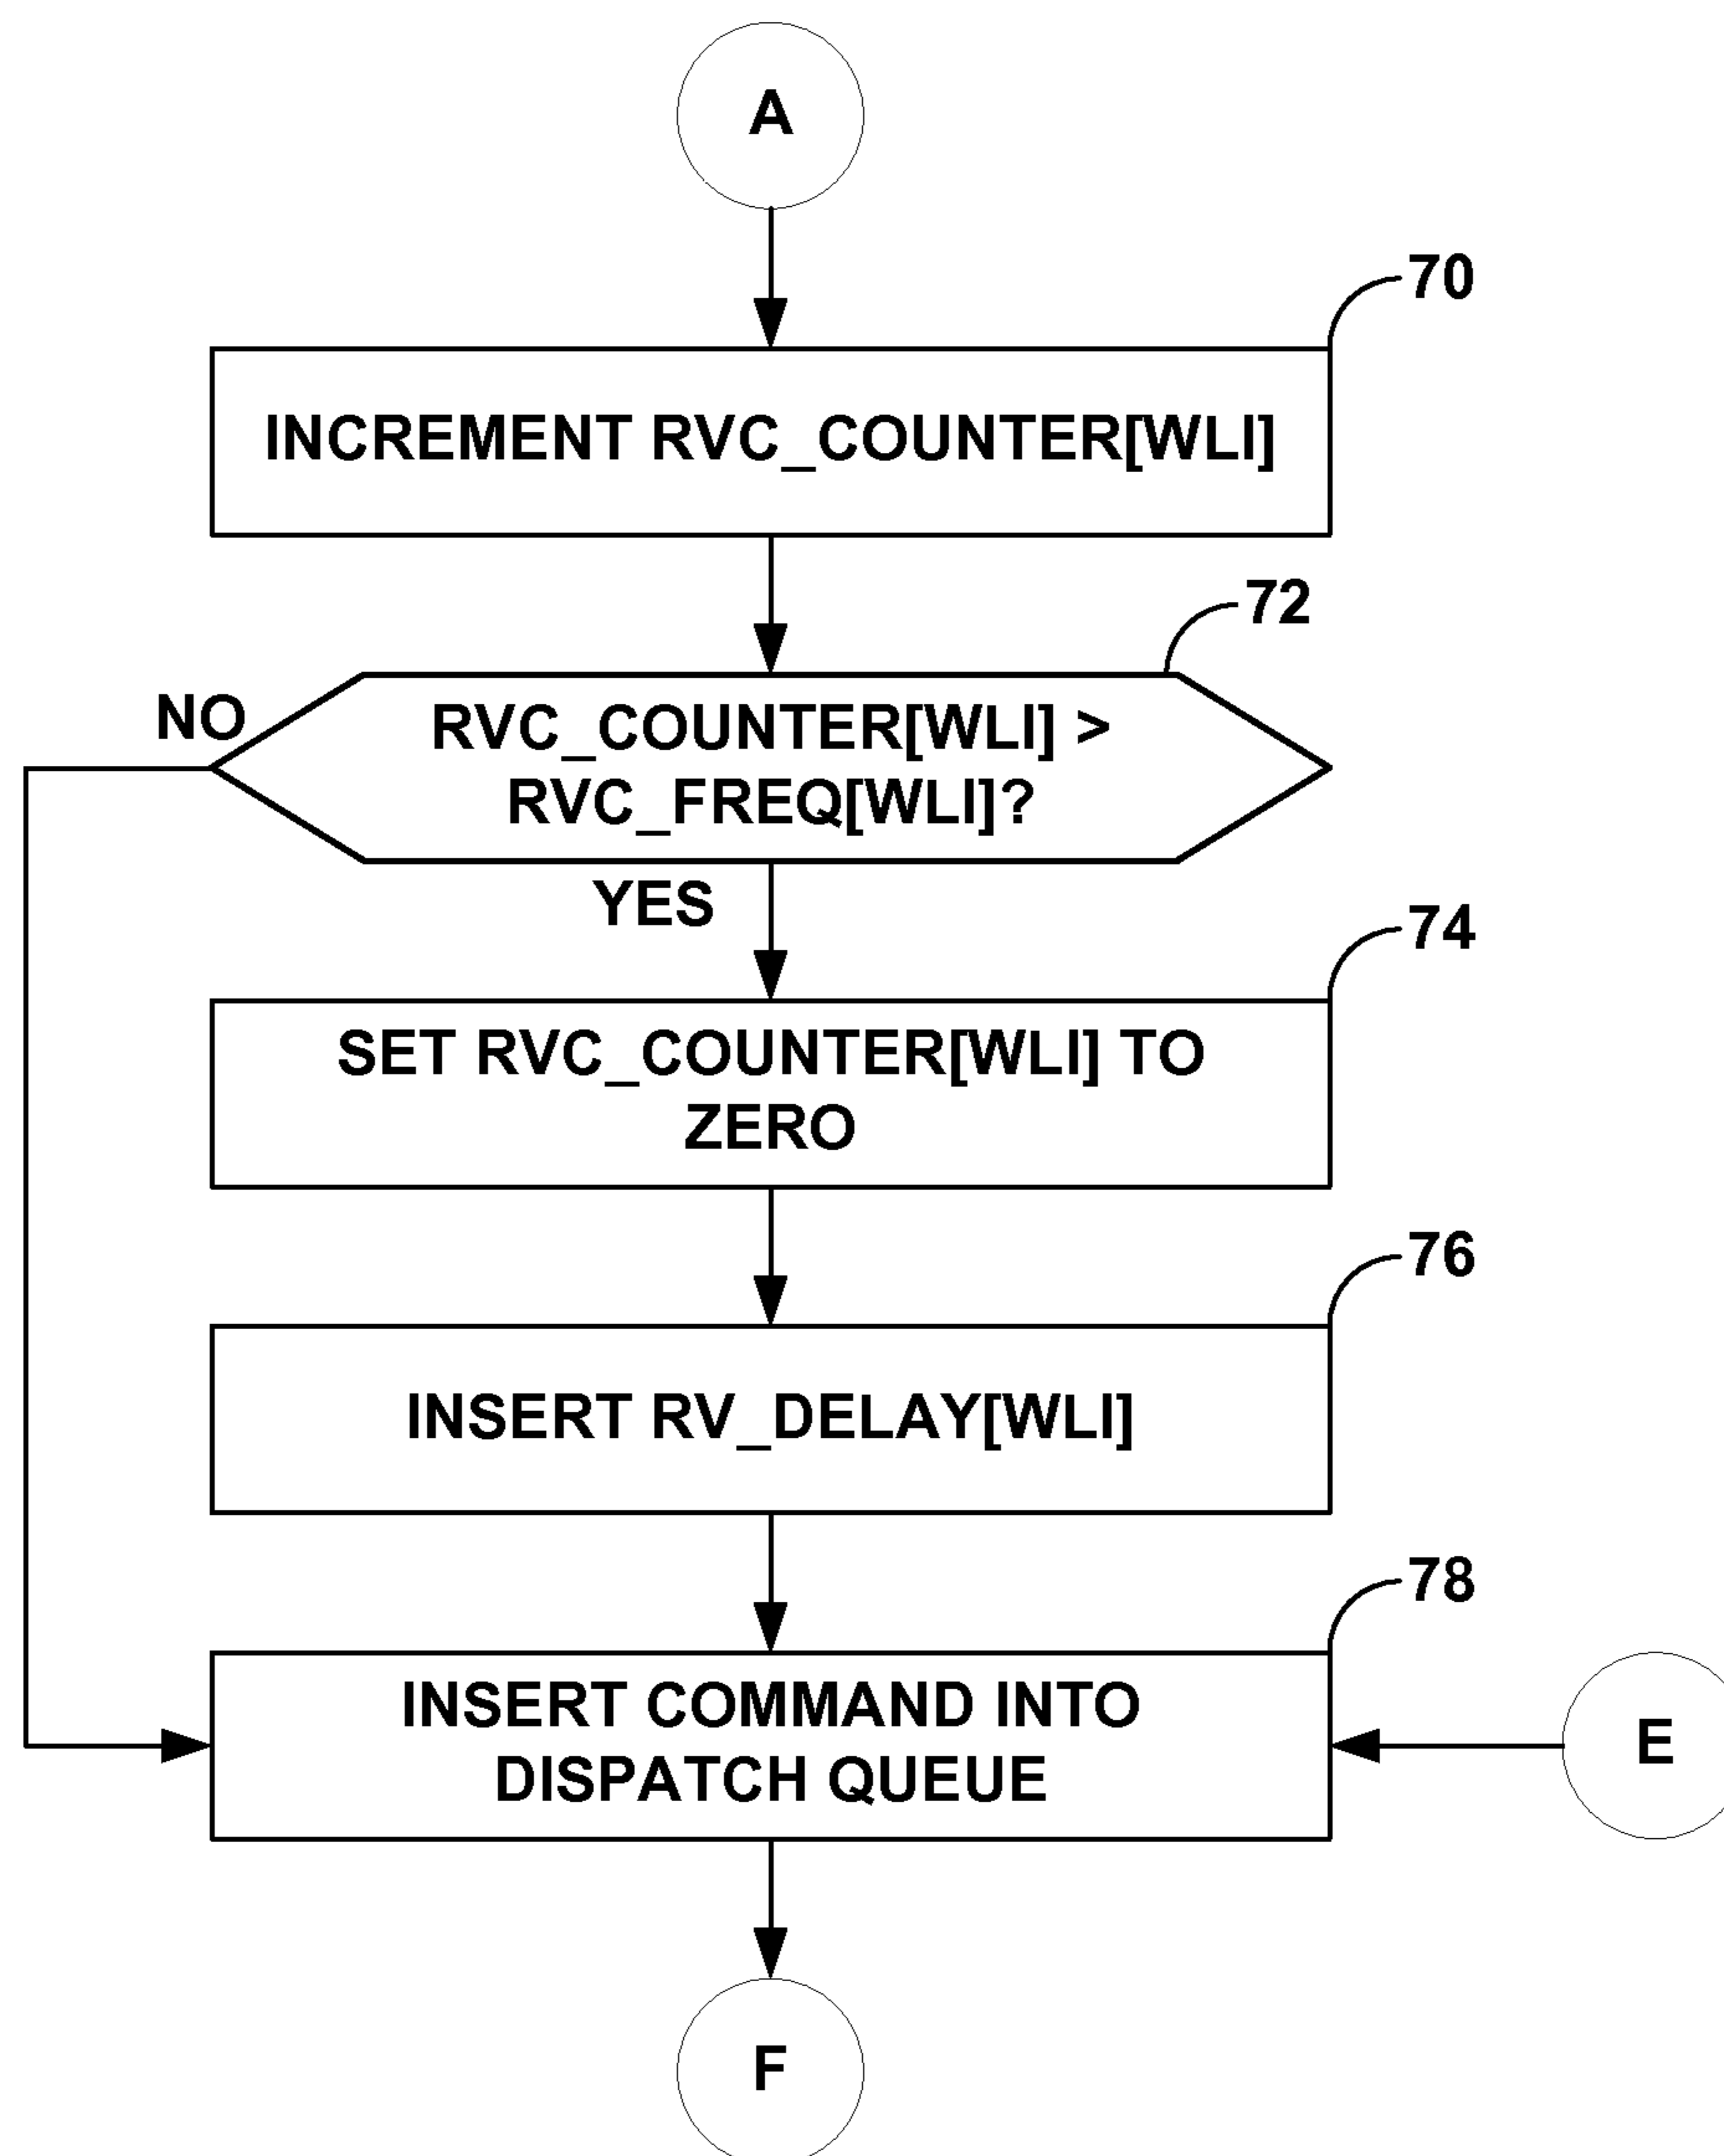 A
70
INCREMENT RVC_COUNTER[WLI]
72
NO
RVC_COUNTER[WLI] >
RVC_FREQ[WLI]?
YES
74
SET RVC_COUNTER[WLI] TO
ZERO
76
INSERT RV_DELAY[WLI]
78
INSERT COMMAND INTO
DISPATCH QUEUE
E
F